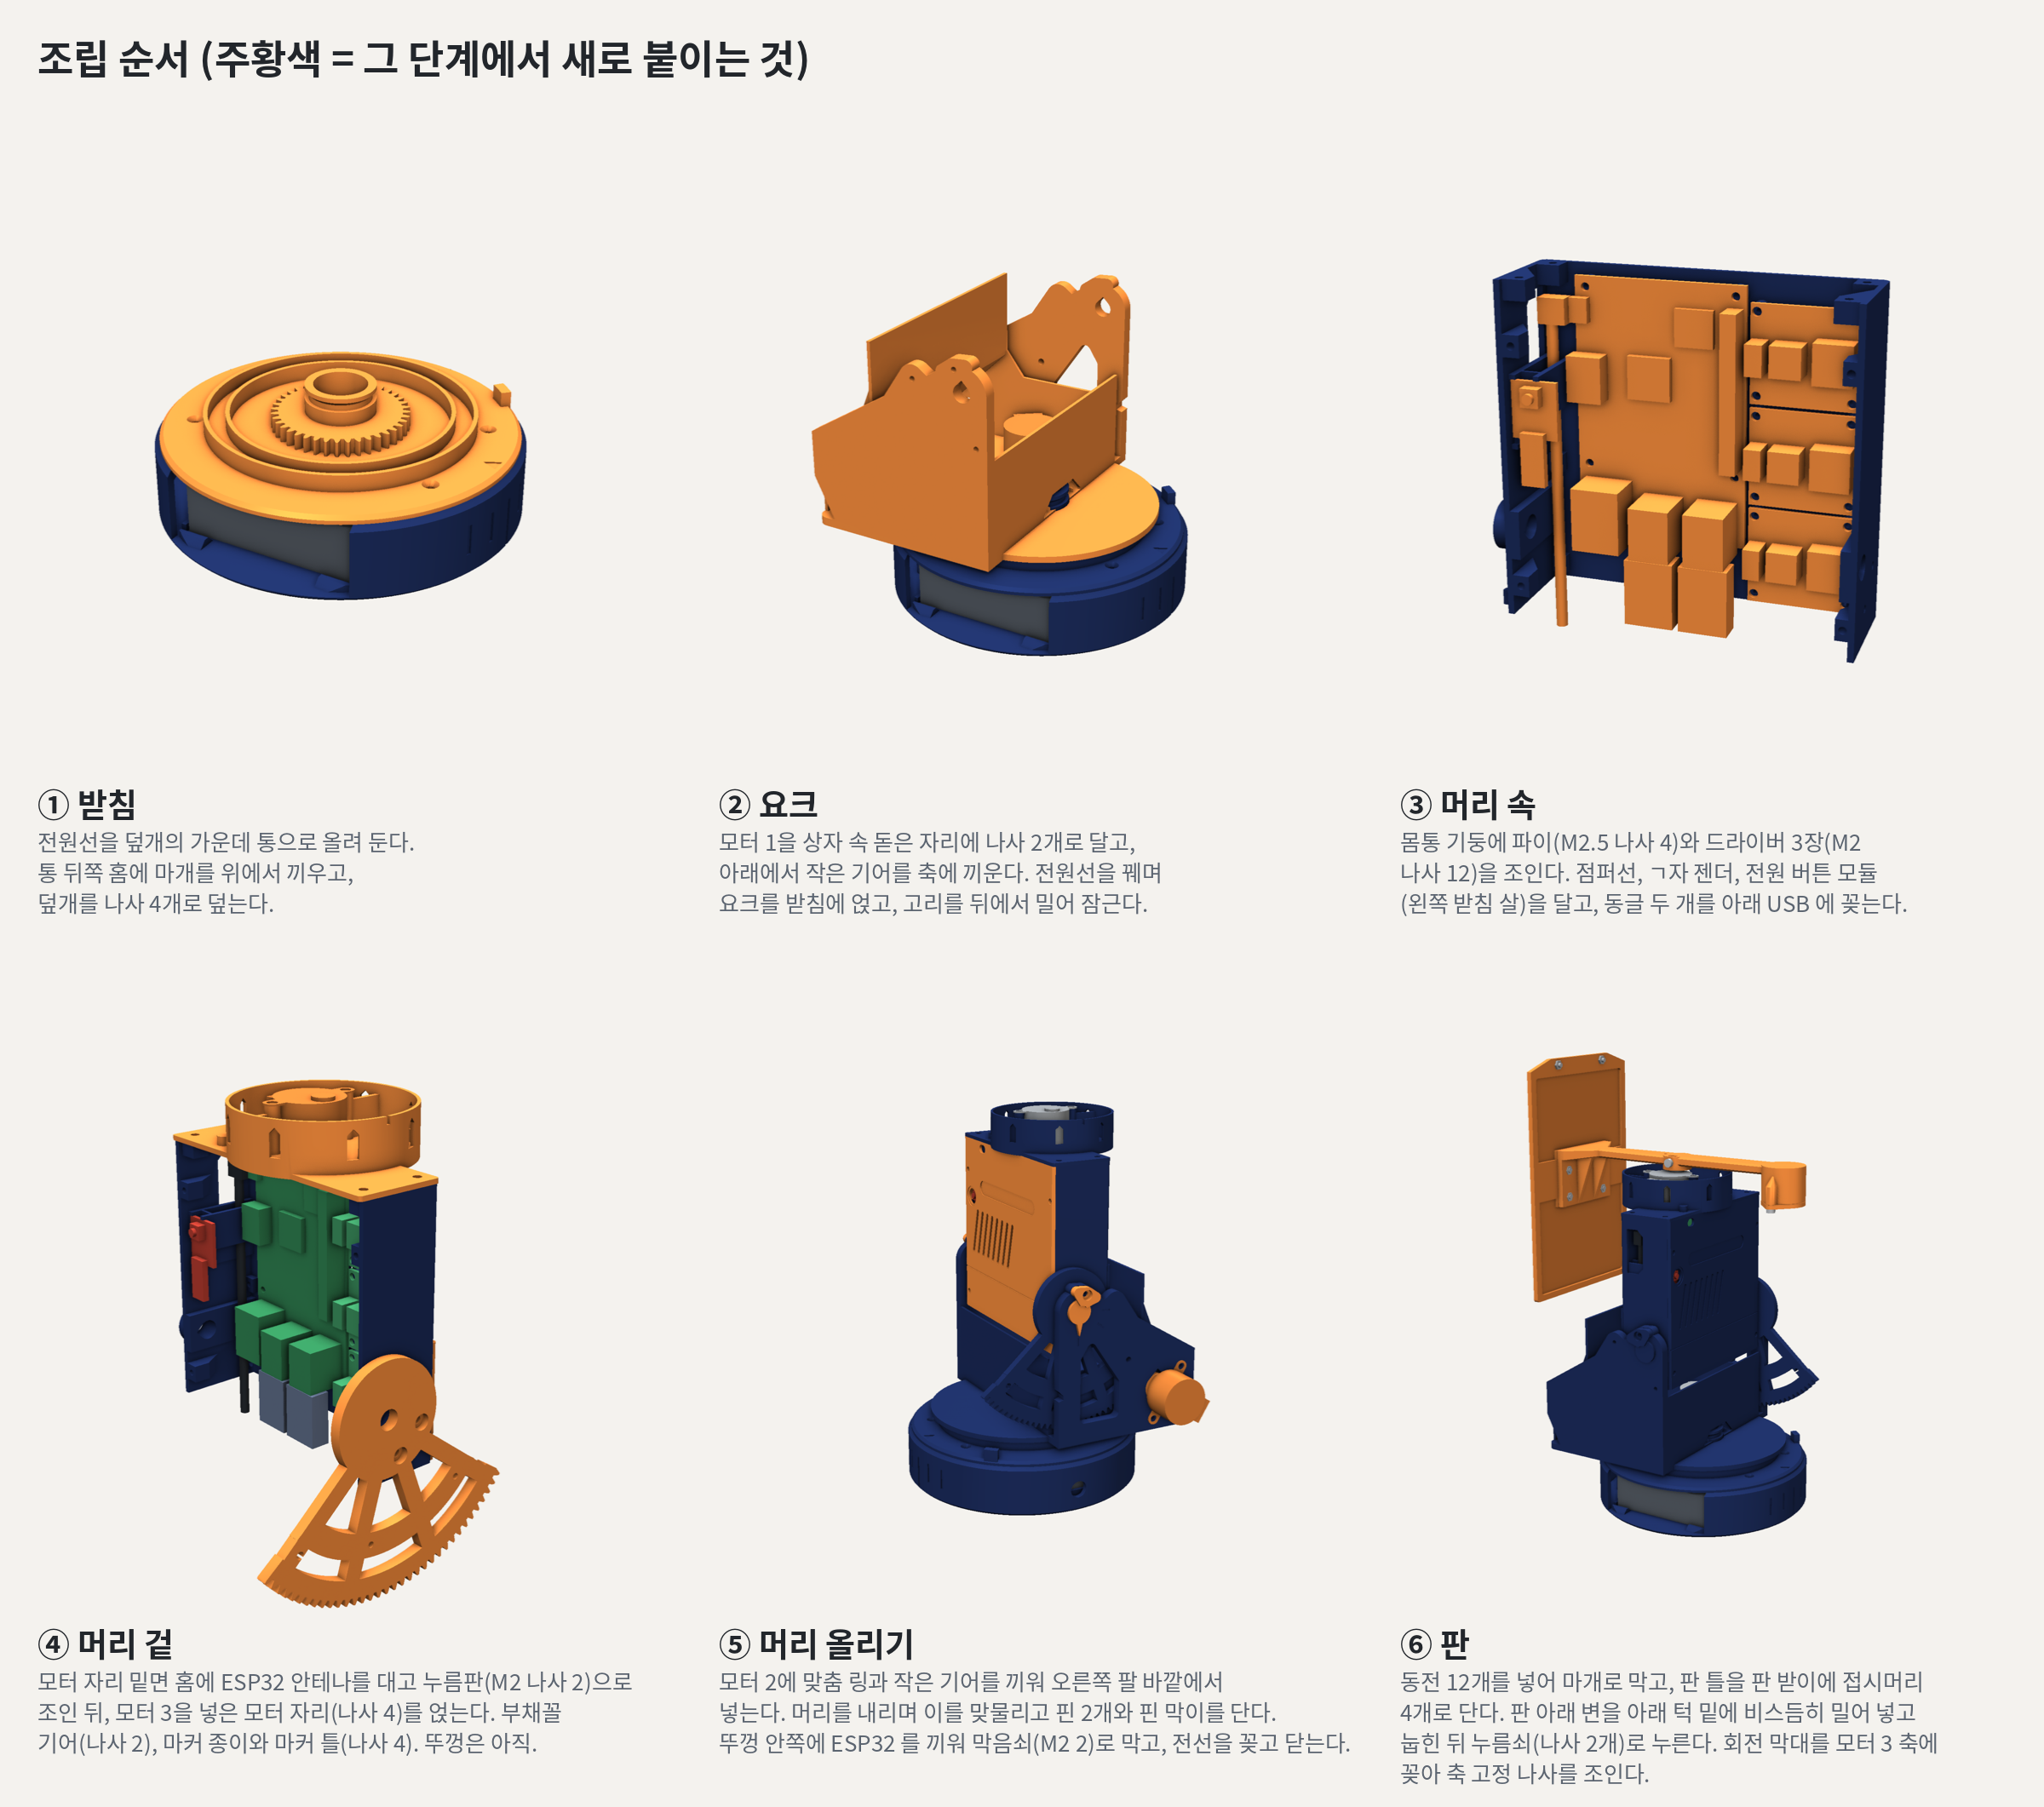 조립 순서 (주황색 = 그 단계에서 새로 붙이는 것)
① 받침
전원선을 덮개의 가운데 통으로 올려 둔다.
통 뒤쪽 홈에 마개를 위에서 끼우고,
덮개를 나사 4개로 덮는다.
② 요크
모터 1을 상자 속 돋은 자리에 나사 2개로 달고,
아래에서 작은 기어를 축에 끼운다. 전원선을 꿰며
요크를 받침에 얹고, 고리를 뒤에서 밀어 잠근다.
③ 머리 속
몸통 기둥에 파이(M2.5 나사 4)와 드라이버 3장(M2
나사 12)을 조인다. 점퍼선, ㄱ자 젠더, 전원 버튼 모듈
(왼쪽 받침 살)을 달고, 동글 두 개를 아래 USB 에 꽂는다.
④ 머리 겉
모터 자리 밑면 홈에 ESP32 안테나를 대고 누름판(M2 나사 2)으로
조인 뒤, 모터 3을 넣은 모터 자리(나사 4)를 얹는다. 부채꼴
기어(나사 2), 마커 종이와 마커 틀(나사 4). 뚜껑은 아직.
⑤ 머리 올리기
모터 2에 맞춤 링과 작은 기어를 끼워 오른쪽 팔 바깥에서
넣는다. 머리를 내리며 이를 맞물리고 핀 2개와 핀 막이를 단다.
뚜껑 안쪽에 ESP32 를 끼워 막음쇠(M2 2)로 막고, 전선을 꽂고 닫는다.
⑥ 판
동전 12개를 넣어 마개로 막고, 판 틀을 판 받이에 접시머리
4개로 단다. 판 아래 변을 아래 턱 밑에 비스듬히 밀어 넣고
눕힌 뒤 누름쇠(나사 2개)로 누른다. 회전 막대를 모터 3 축에
꽂아 축 고정 나사를 조인다.